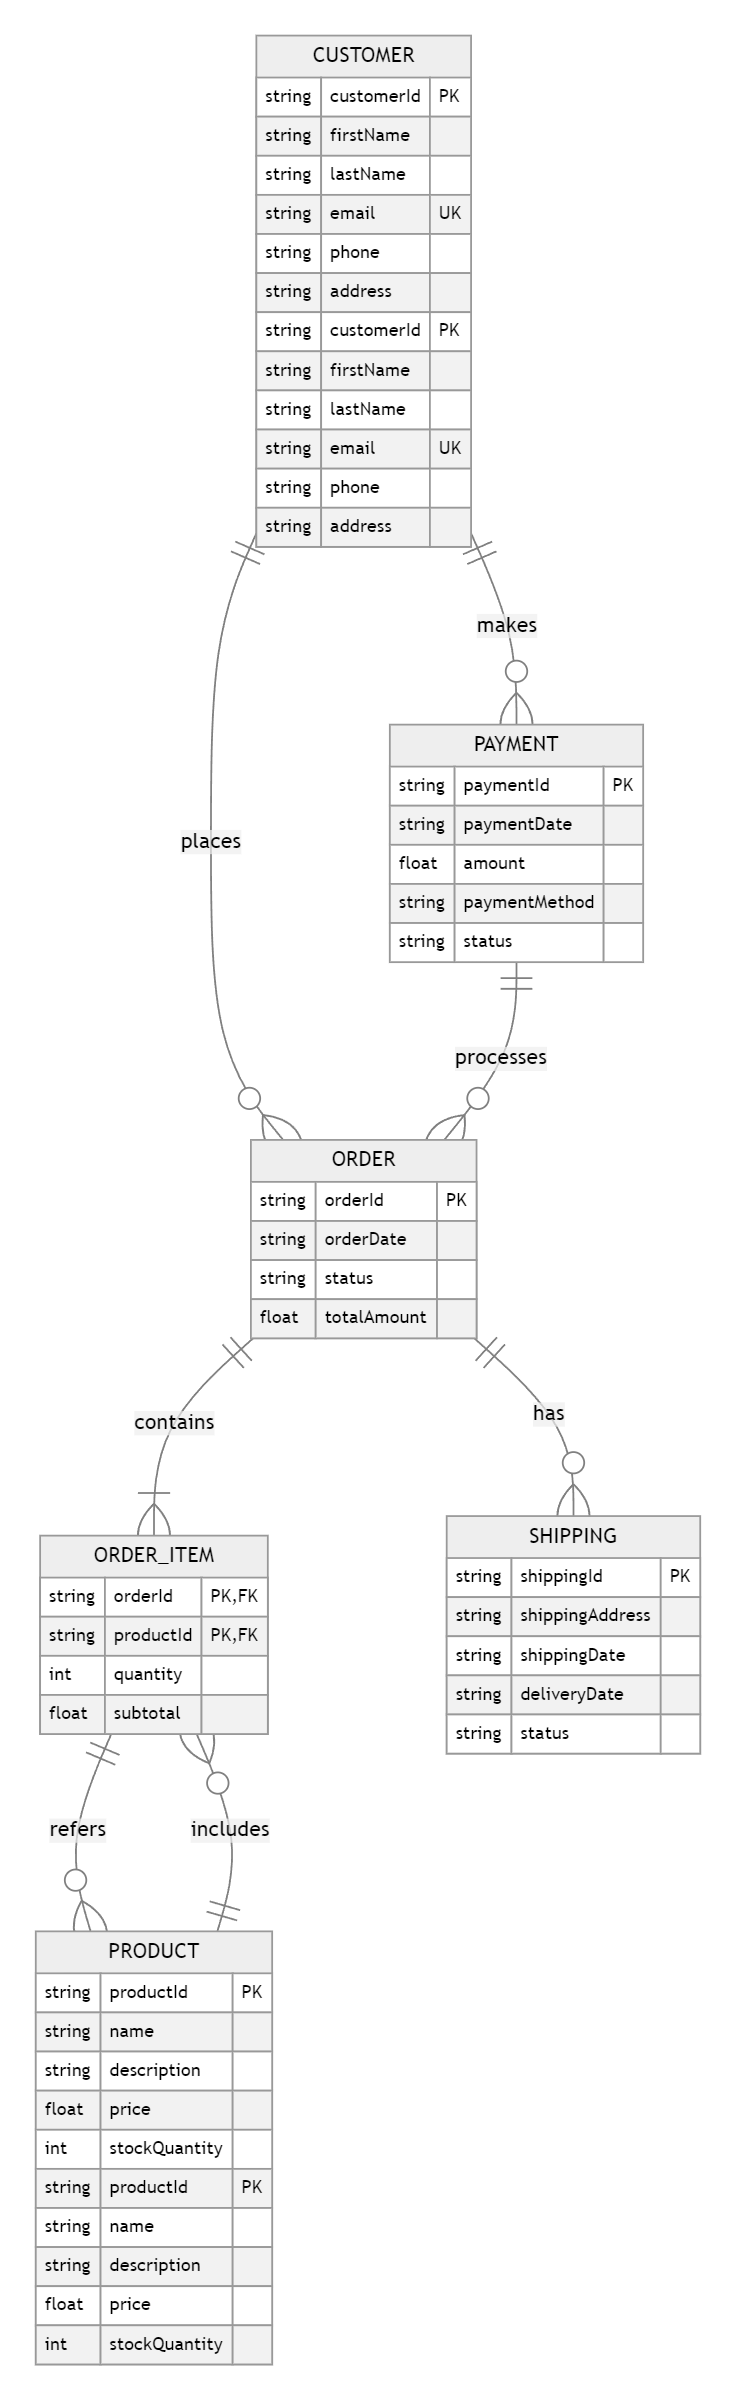 CUSTOMER
string customerId PK
string firstName
string lastName
string email UK
string phone
string address
string customerId PK
string firstName
string lastName
string email UK
string phone
string address
makes
PAYMENT
string paymentId PK
string paymentDate
float amount
string paymentMethod
string status
places
processes
ORDER
string orderId PK
string orderDate
string status
float totalAmount
contains
has
ORDER_ITEM
string orderId PK,FK
string productId PK,FK
int quantity
float subtotal
SHIPPING
string shippingId PK
string shippingAddress
string shippingDate
string deliveryDate
string status
refers
includes
PRODUCT
string productId PK
string name
string description
float price
int stockQuantity
string productId PK
string name
string description
float price
int stockQuantity